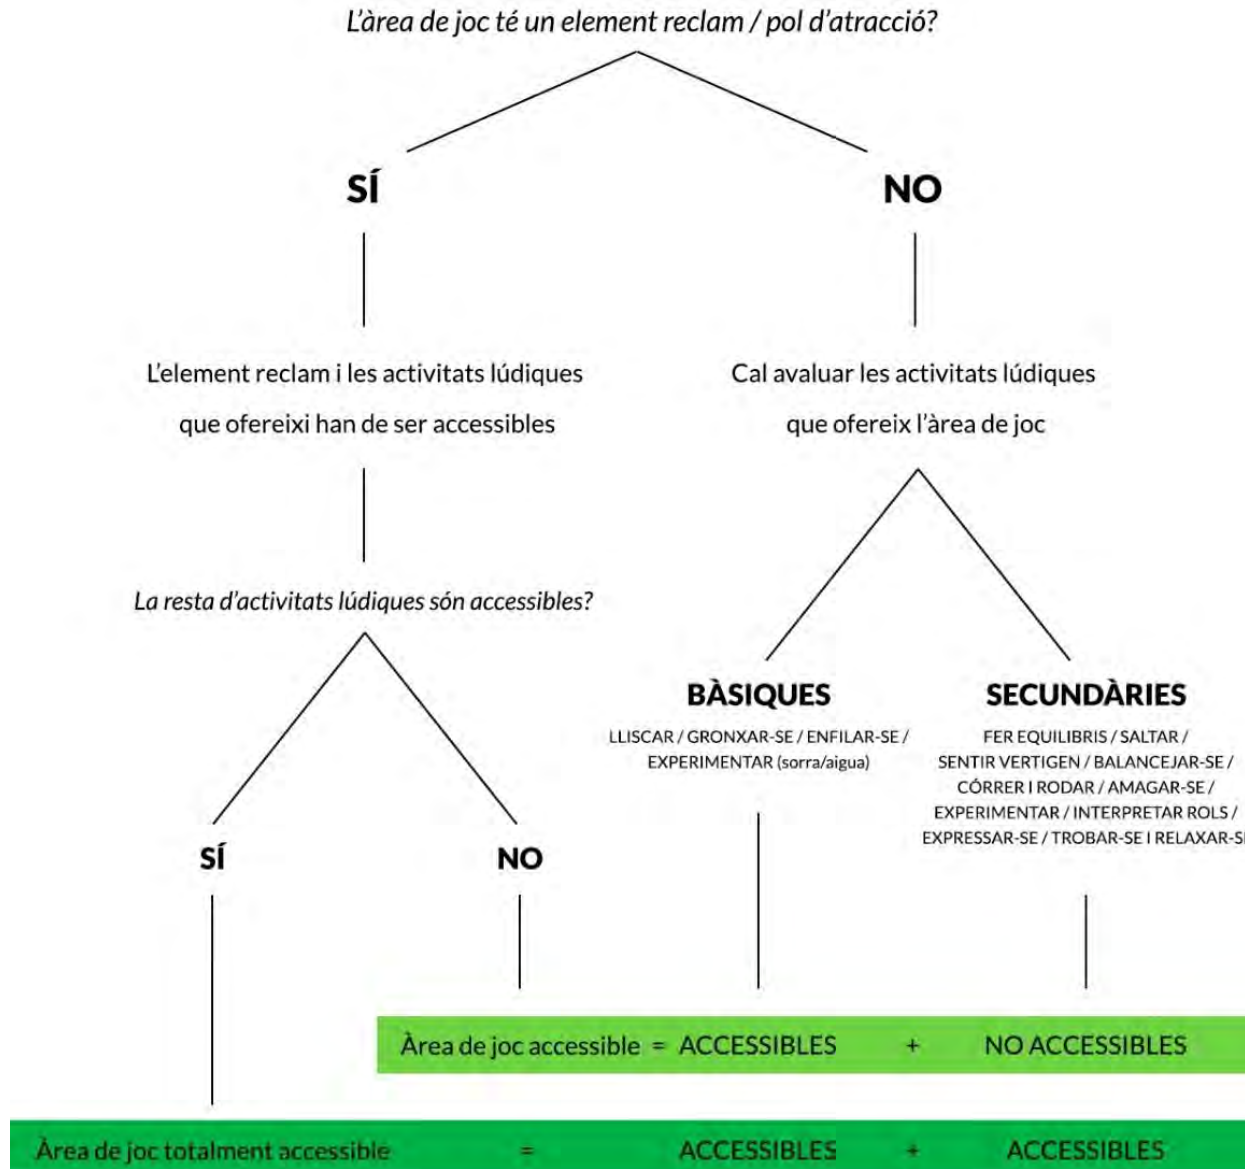 L'àrea de joc té un element reclam / pol d'atracció?
SÍ
NO
L'element reclam i les activitats lúdiques
que ofereixi han de ser accessibles
Cal avaluar les activitats lúdiques
que ofereix l'àrea de joc
La resta d'activitats lúdiques són accessibles?
BÀSIQUES
LLISCAR / GRONXAR-SE / ENFILAR-SE /
EXPERIMENTAR (sorra/aigua)
SECUNDÀRIES
FER EQUILIBRIS / SALTAR /
SENTIR VERTIGEN / BALANCEJAR-SE /
CÓRRER I RODAR / AMAGAR-SE /
EXPERIMENTAR / INTERPRETAR ROLS /
EXPRESSAR-SE / TROBAR-SE I RELAXAR-SE
SÍ
NO
Àrea de joc accessible = ACCESSIBLES + NO ACCESSIBLES
Àrea de joc totalment accessible = ACCESSIBLES + ACCESSIBLES